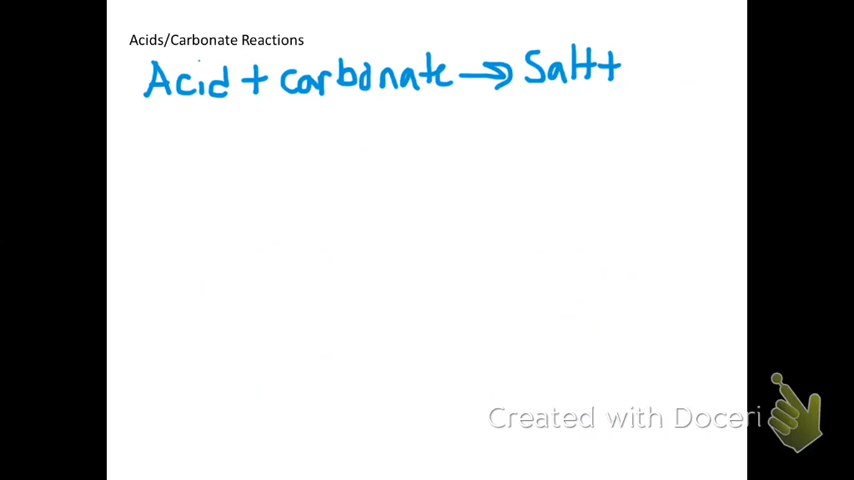 Acids/Carbonate Reactions
Acid + carbonate → Salt +
Created with Doceri